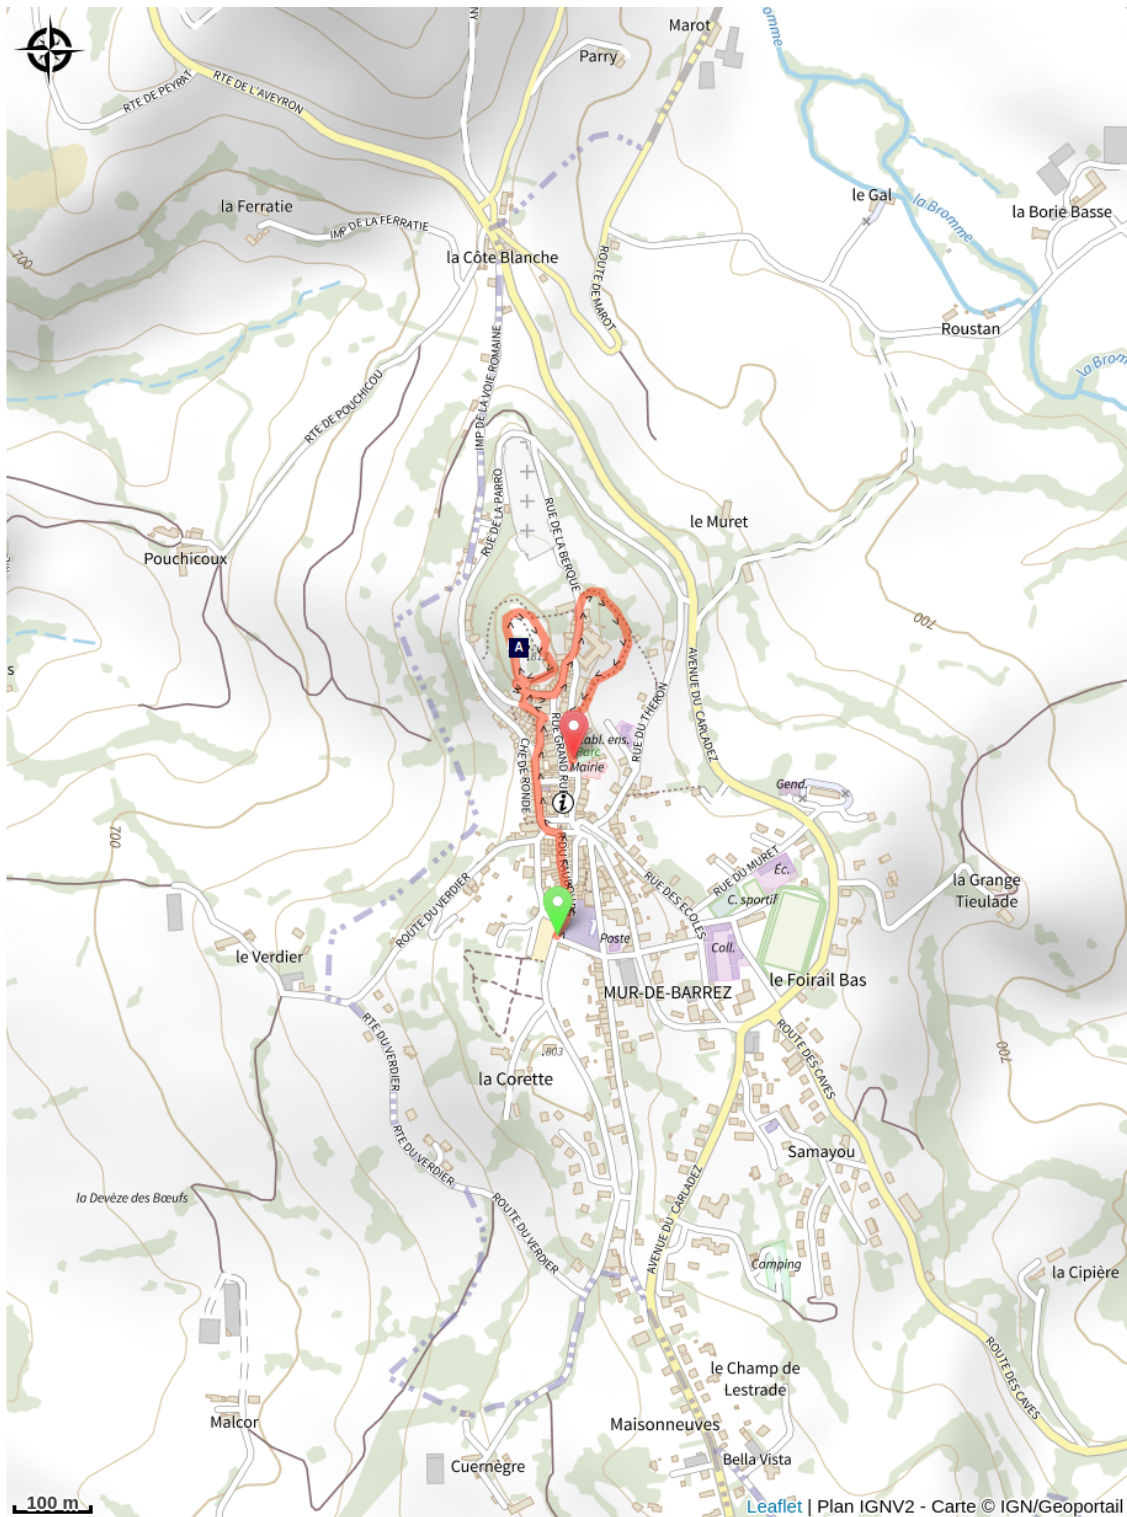 Marot
Parry
omme
NY
RTE DE PEYRAT
RTE DE L'AVEYRON
la Ferratie
IMP DE LA FERRATIE
le Gal
la Bromme
la Borie Basse
700
la Côte Blanche
ROUTE DE MAROT
Roustan
la Brom
IMP DE LA VOIE ROMAINE
RTE DE POUCHICOU
RUE DE LA PARRO
RUE DE LA BERQUE
le Muret
Pouchicoux
700
A
s
AVENUE DU CARLADEZ
RUE DU THERON
RUE GRAND RUE
CHE DE RONDE
abl. ens.
Parc
Mairie
Gend.
i
700
RUE DU MURET
Éc.
RUE DES ECOLES
C. sportif
la Grange
Tieulade
ROUTE DU VERDIER
Poste
Coll.
le Verdier
MUR-DE-BARREZ
le Foirail Bas
RTE DU VERDIER
.803
ROUTE DES CAVES
700
la Corette
RTE DU VERDIER
Samayou
la Devèze des Bœufs
ROUTE DU VERDIER
AVENUE DU CARLADEZ
Camping
la Cipière
ROUTE DES CAVES
le Champ de
Lestrade
Malcor
Maisonneuves
Cuernègre
Bella Vista
100 m
Leaflet | Plan IGNV2 - Carte © IGN/Geoportail